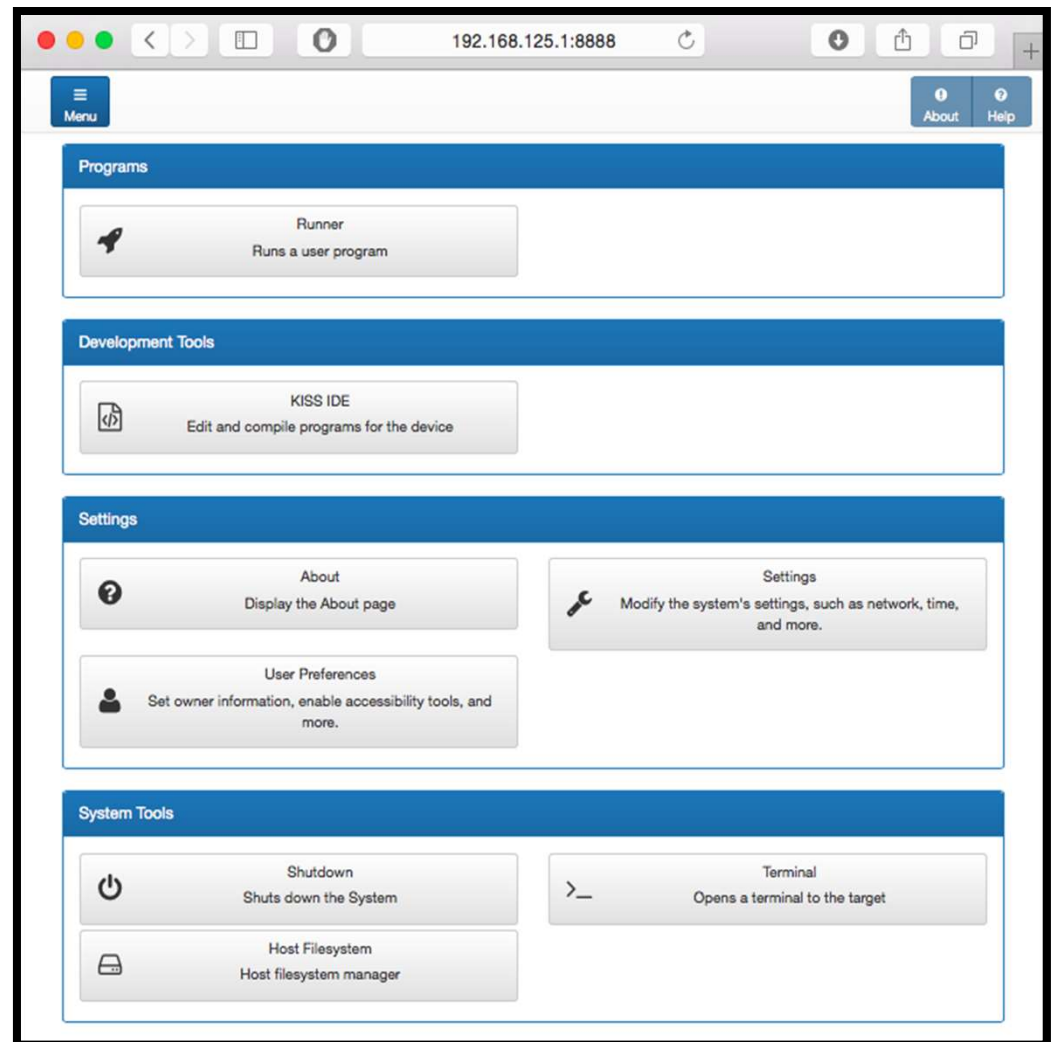 192.168.125.1:8888
Menu
About Help
Programs
Runner
Runs a user program
Development Tools
KISS IDE
Edit and compile programs for the device
Settings
About
Display the About page
Settings
Modify the system's settings, such as network, time,
and more.
User Preferences
Set owner information, enable accessibility tools, and
more.
System Tools
Shutdown
Shuts down the System
Terminal
Opens a terminal to the target
Host Filesystem
Host filesystem manager